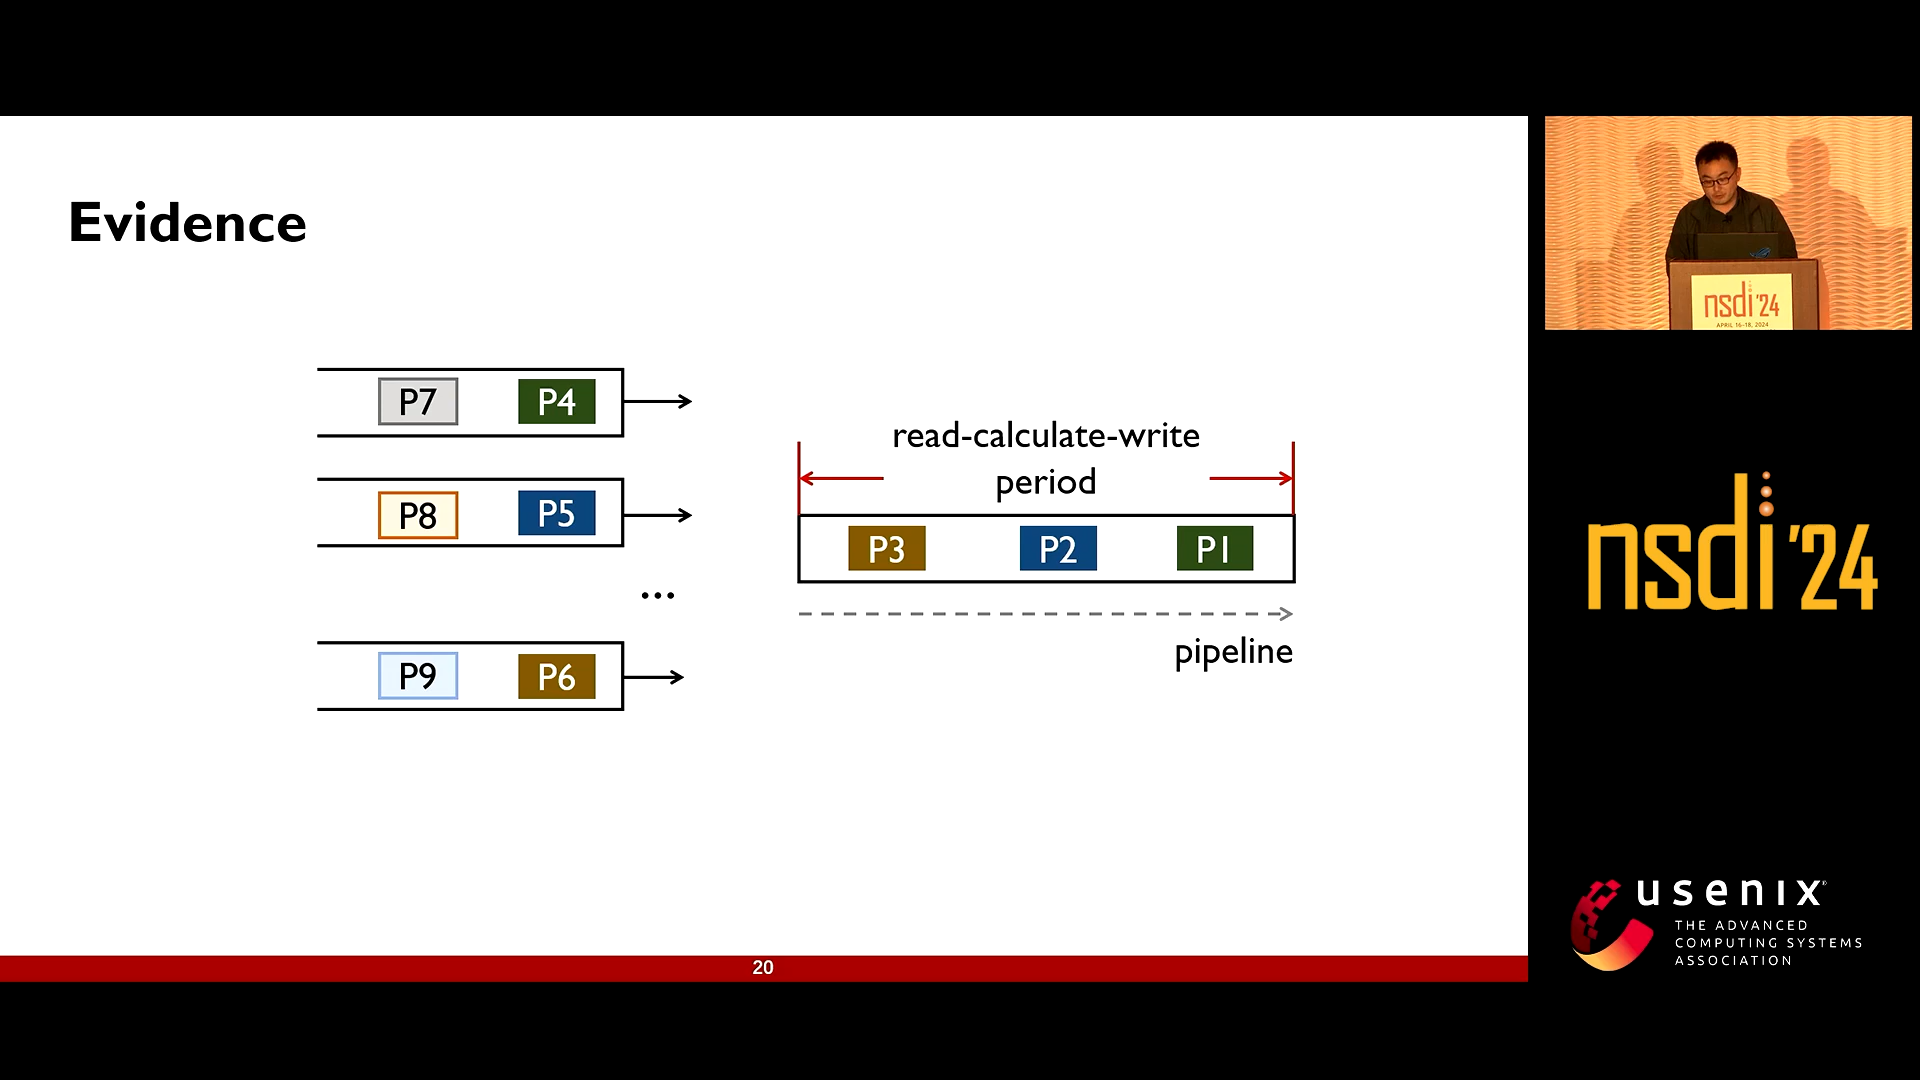 Evidence
P7 P4
P8 P5
...
P9 P6
read-calculate-write
period
P3 P2 P1
pipeline
20
nsdi '24
APRIL 16-18, 2024
nsdi '24
usenix
THE ADVANCED
COMPUTING SYSTEMS
ASSOCIATION